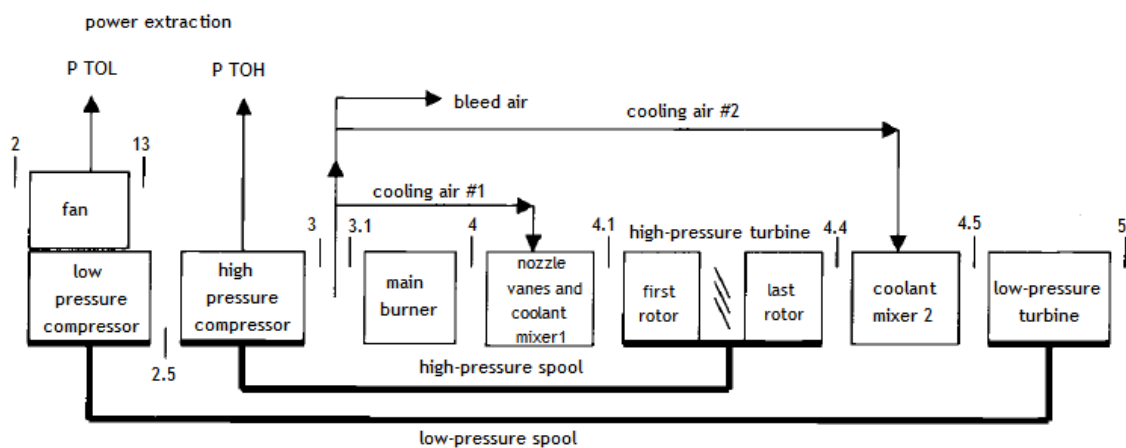 power extraction
P TOL
P TOH
bleed air
cooling air #2
2
13
cooling air #1
fan
3
3.1
4
4.1
high-pressure turbine
4.4
4.5
5
low
pressure
compressor
high
pressure
compressor
main
burner
nozzle
vanes and
coolant
mixer1
first
rotor
last
rotor
coolant
mixer 2
low-pressure
turbine
2.5
high-pressure spool
low-pressure spool